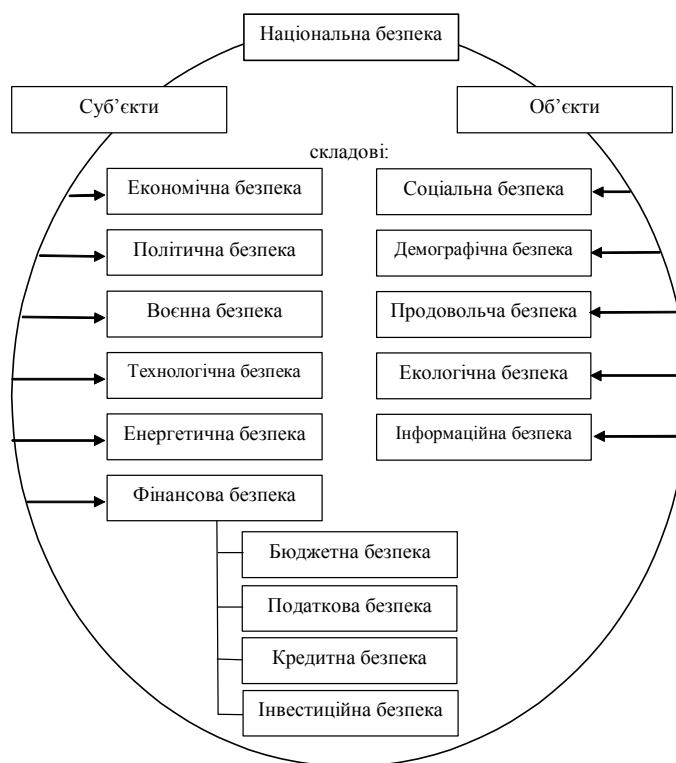 Національна безпека
Суб’єкти
Об’єкти
складові:
Економічна безпека
Соціальна безпека
Політична безпека
Демографічна безпека
Воєнна безпека
Продовольча безпека
Технологічна безпека
Екологічна безпека
Енергетична безпека
Інформаційна безпека
Фінансова безпека
Бюджетна безпека
Податкова безпека
Кредитна безпека
Інвестиційна безпека